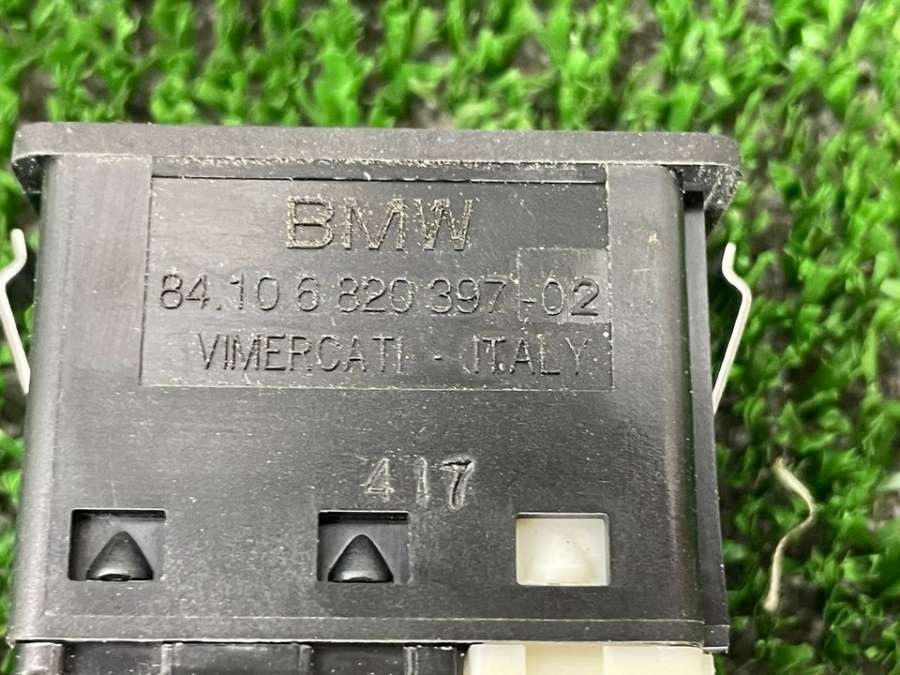 BMW
84.10 6 820 397-02
VIMERCATI - ITALY
417